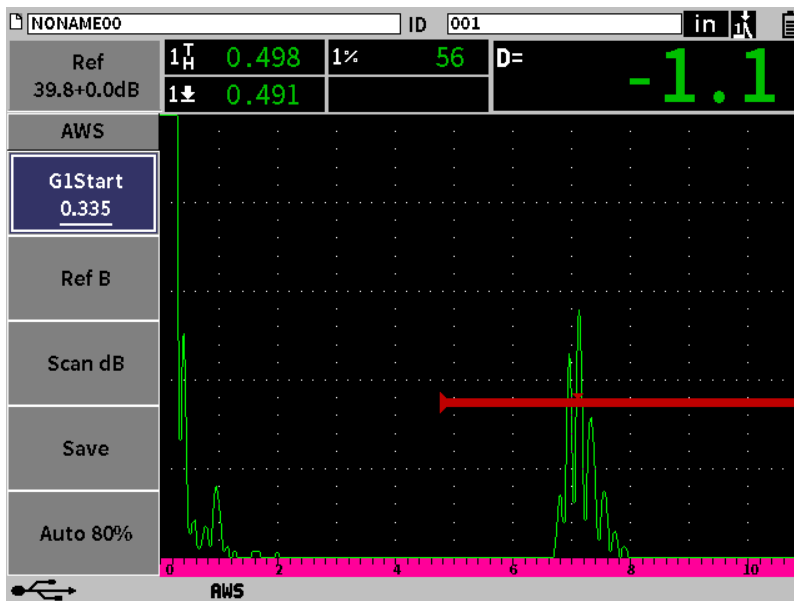 NONAME00 ID 001 in
Ref
39.8+0.0dB
1TH 0.498 1% 56 D= -1.1
1 0.491
AWS
G1Start
0.335
Ref B
Scan dB
Save
Auto 80%
0 2 4 6 8 10
AWS